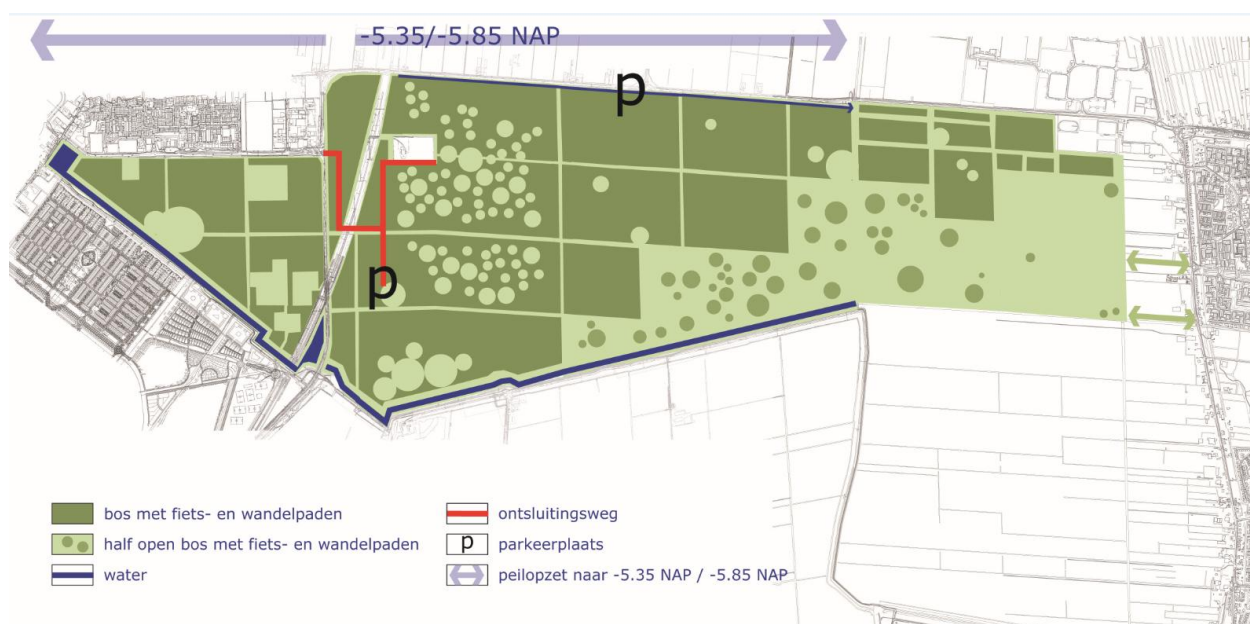 -5.35/-5.85 NAP
p
p
bos met fiets- en wandelpaden
half open bos met fiets- en wandelpaden
water
ontsluitingsweg
p parkeerplaats
peilopzet naar -5.35 NAP / -5.85 NAP